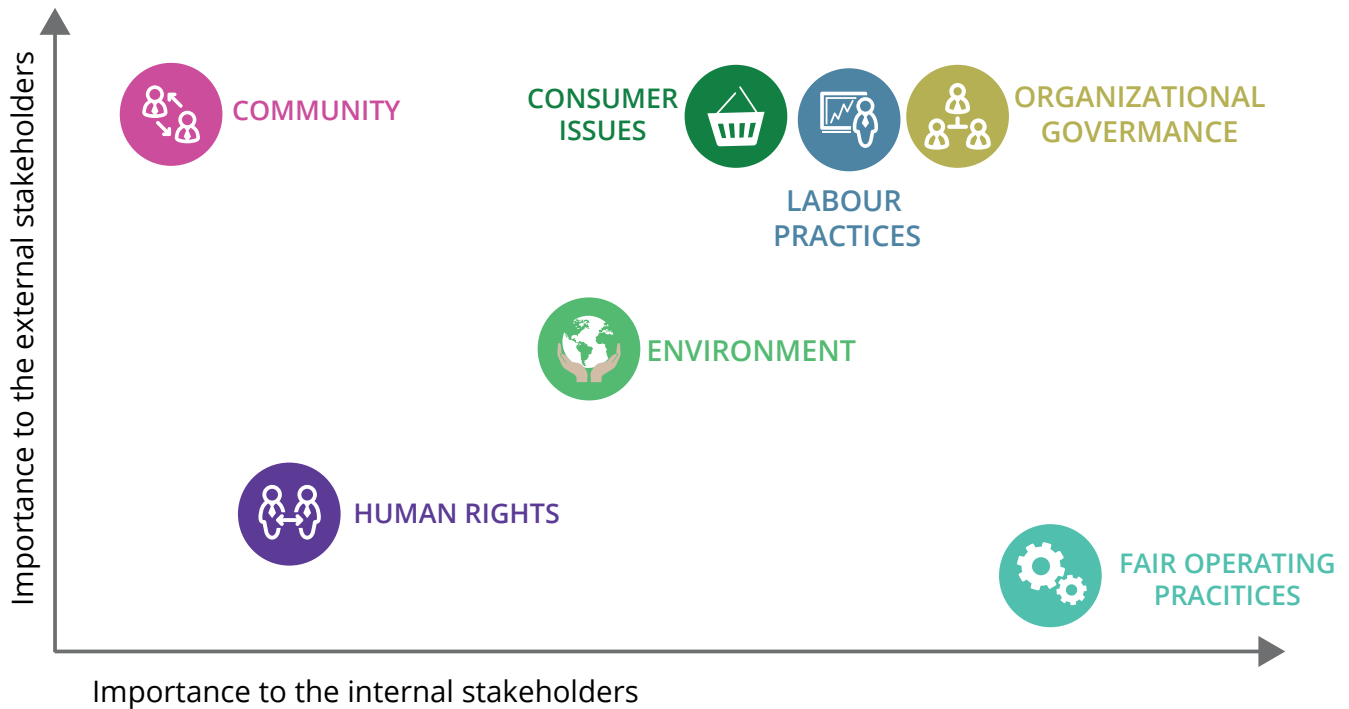 Importance to the external stakeholders
COMMUNITY
CONSUMER
ISSUES
LABOUR
PRACTICES
ORGANIZATIONAL
GOVERMANCE
ENVIRONMENT
HUMAN RIGHTS
FAIR OPERATING
PRACITICES
Importance to the internal stakeholders